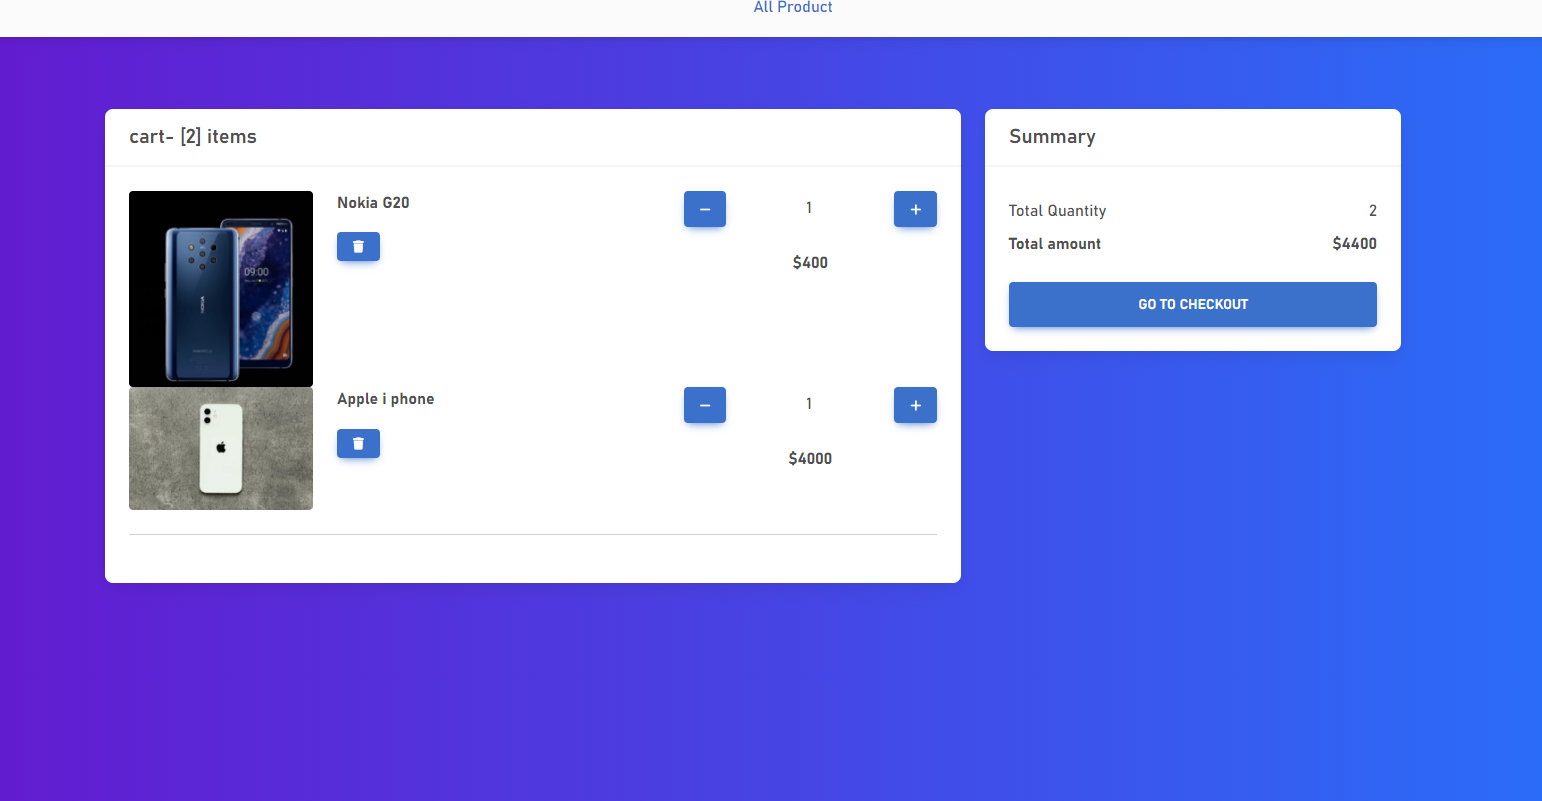 All Product
cart- [2] items
Nokia G20
−
1
+
$400
09:00
NOKIA
Apple i phone
−
1
+
$4000
Summary
Total Quantity
2
Total amount
$4400
GO TO CHECKOUT